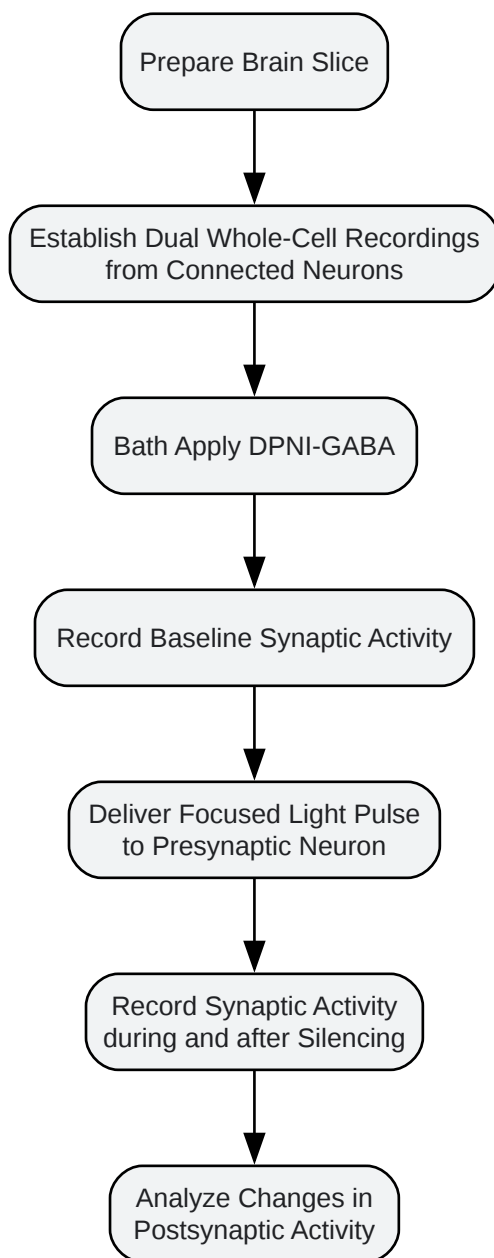 Prepare Brain Slice
Establish Dual Whole-Cell Recordings
from Connected Neurons
Bath Apply DPNI-GABA
Record Baseline Synaptic Activity
Deliver Focused Light Pulse
to Presynaptic Neuron
Record Synaptic Activity
during and after Silencing
Analyze Changes in
Postsynaptic Activity